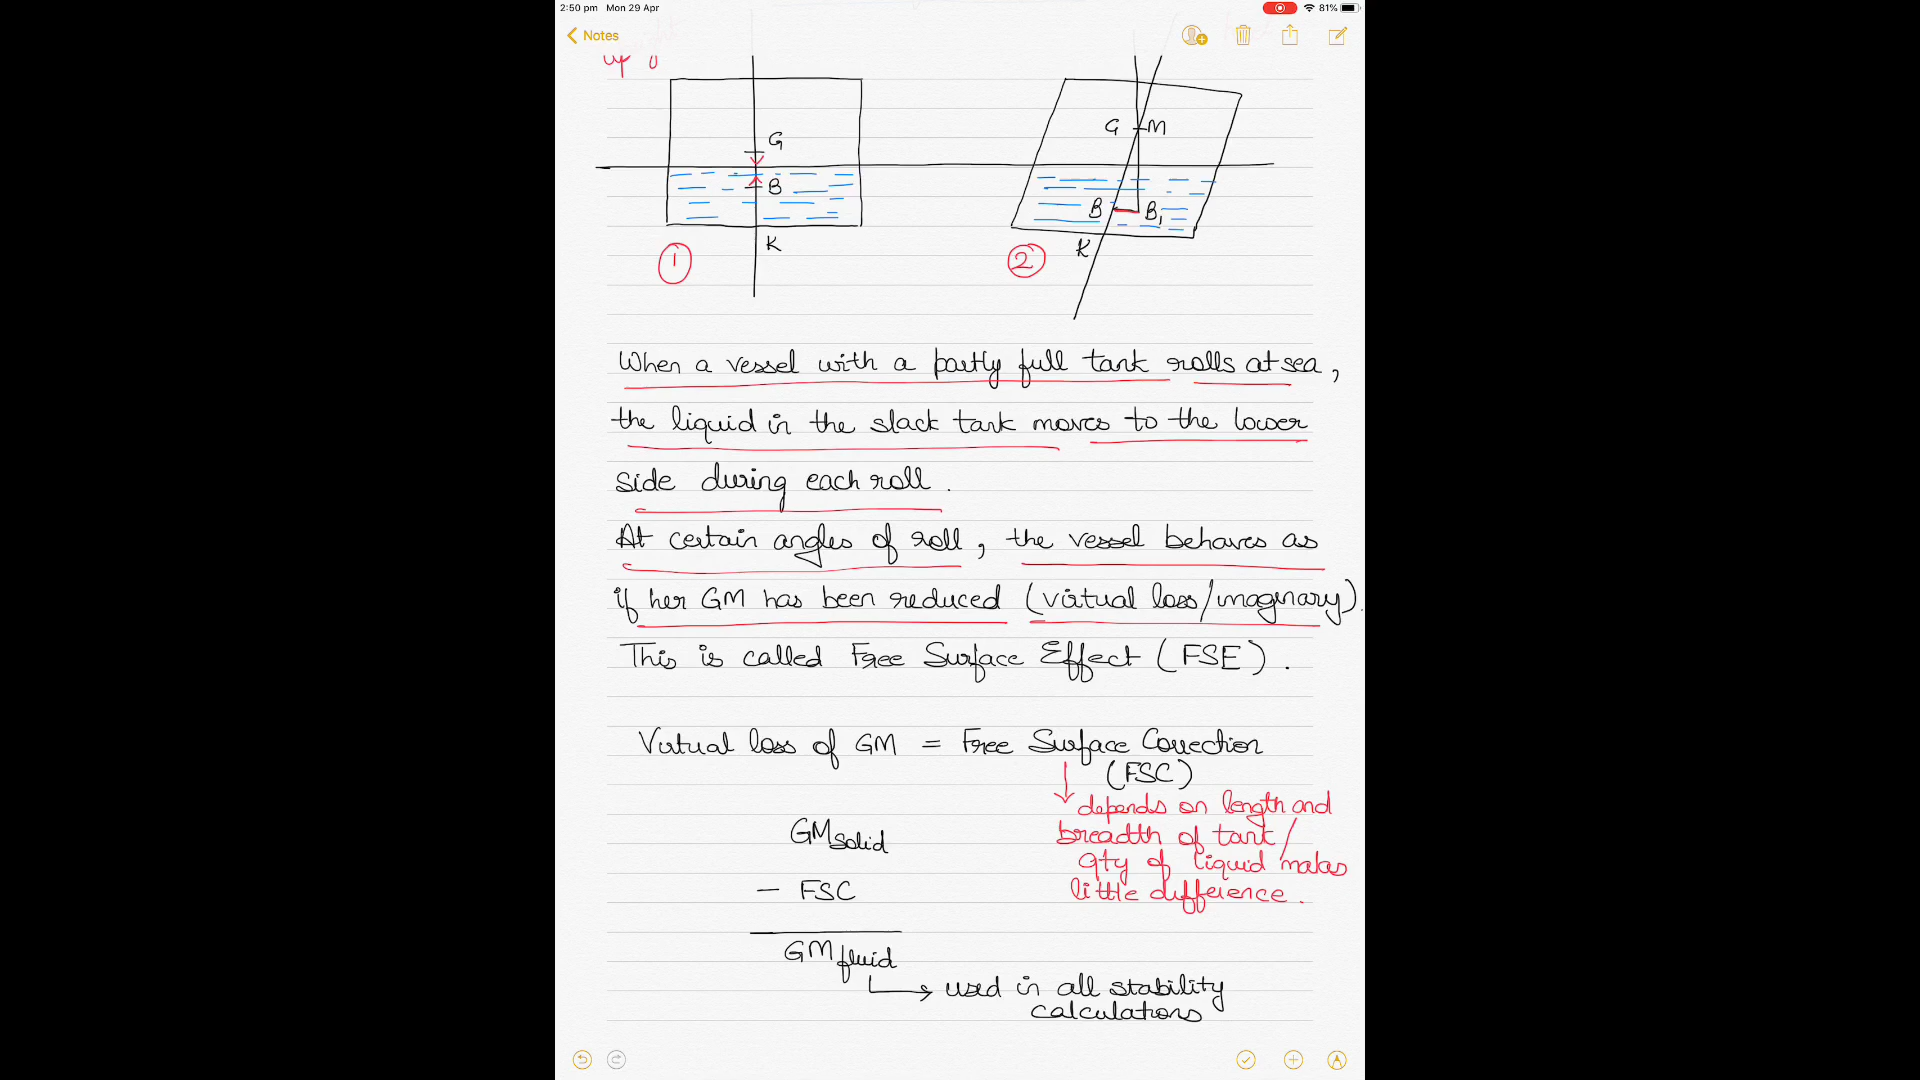 2:50 pm Mon 29 Apr
81%
Notes
G
B
K
1
G M
B B1
K
2
When a vessel with a partly full tank rolls at sea,
the liquid in the slack tank moves to the lower
side during each roll.
At certain angles of roll, the vessel behaves as
if her GM has been reduced (virtual loss/imaginary).
This is called Free Surface Effect (FSE).
Virtual loss of GM = Free Surface Correction
(FSC)
depends on length and
breadth of tank/
qty of liquid makes
little difference.
GM solid
- FSC
GM fluid
used in all stability
calculations